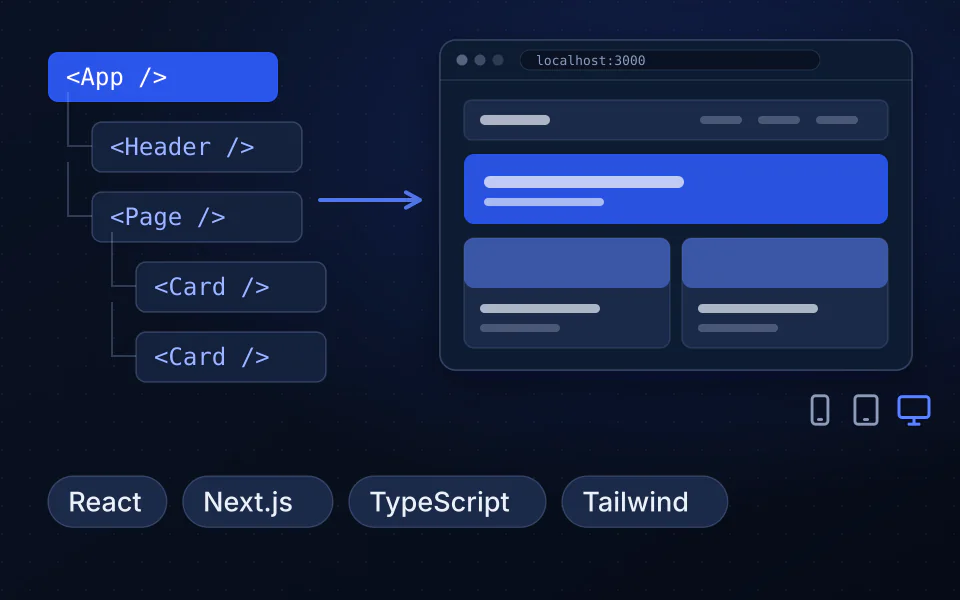 <App />
<Header />
<Page />
<Card />
<Card />
localhost:3000
React
Next.js
TypeScript
Tailwind